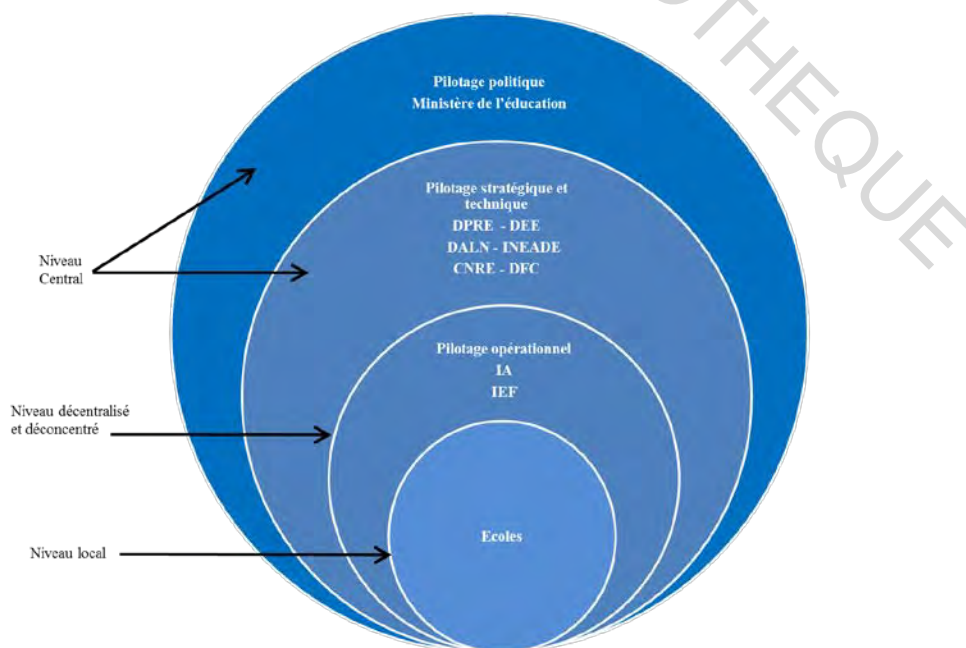 OTHEQUE
Pilotage politique
Ministère de l'éducation
Pilotage stratégique et
technique
DPRE - DEE
DALN - INEADE
CNRE - DFC
Niveau
Central
Pilotage opérationnel
IA
IEF
Niveau décentralisé
et déconcentré
Ecoles
Niveau local